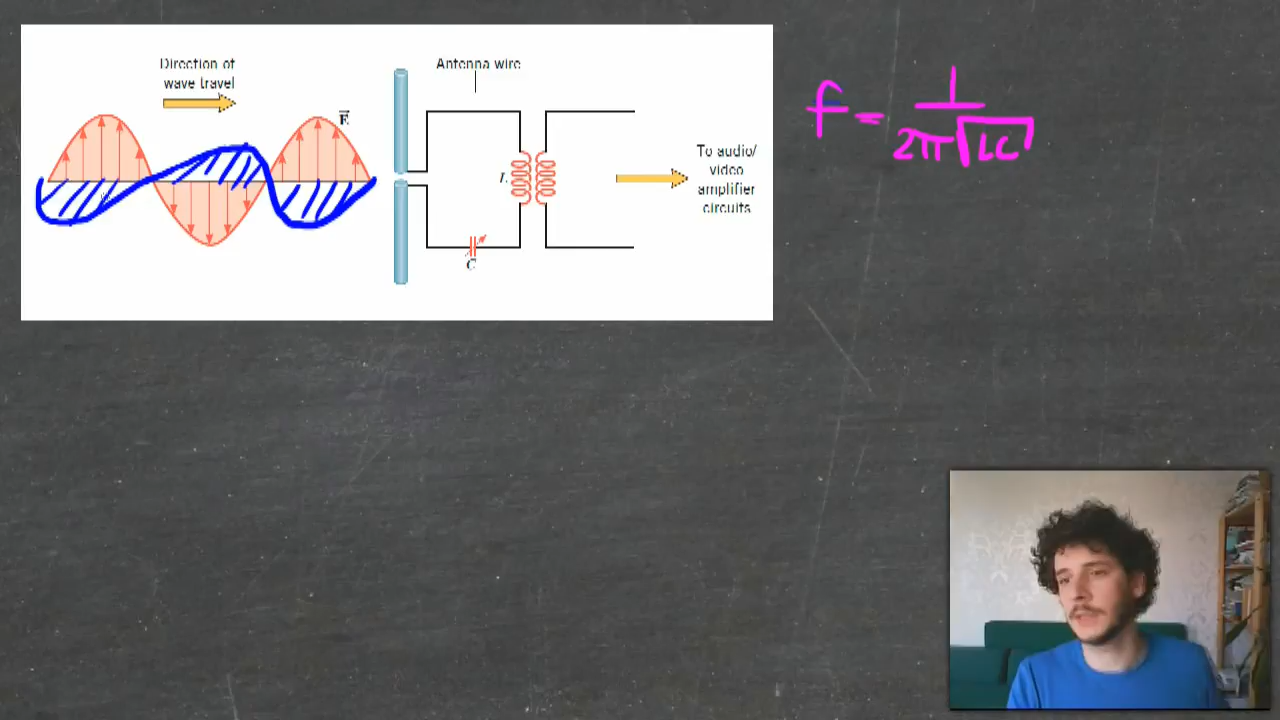 Direction of
wave travel
Antenna wire
E
L
C
To audio/
video
amplifier
circuits
f = 1 / 2π√LC